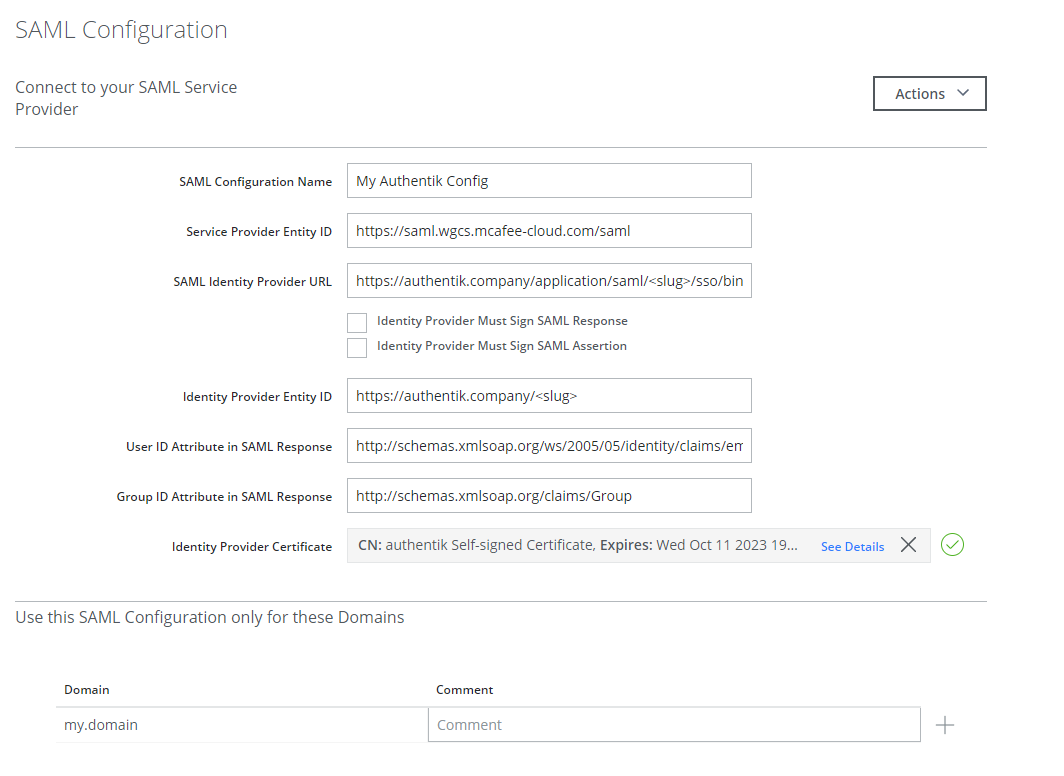 SAML Configuration
Connect to your SAML Service
Provider
Actions
SAML Configuration Name
My Authentik Config
Service Provider Entity ID
https://saml.wgcs.mcafee-cloud.com/saml
SAML Identity Provider URL
https://authentik.company/application/saml/<slug>/sso/bin
Identity Provider Must Sign SAML Response
Identity Provider Must Sign SAML Assertion
Identity Provider Entity ID
https://authentik.company/<slug>
User ID Attribute in SAML Response
http://schemas.xmlsoap.org/ws/2005/05/identity/claims/em
Group ID Attribute in SAML Response
http://schemas.xmlsoap.org/claims/Group
Identity Provider Certificate
CN: authentik Self-signed Certificate, Expires: Wed Oct 11 2023 19...
See Details
Use this SAML Configuration only for these Domains
Domain
Comment
my.domain
Comment